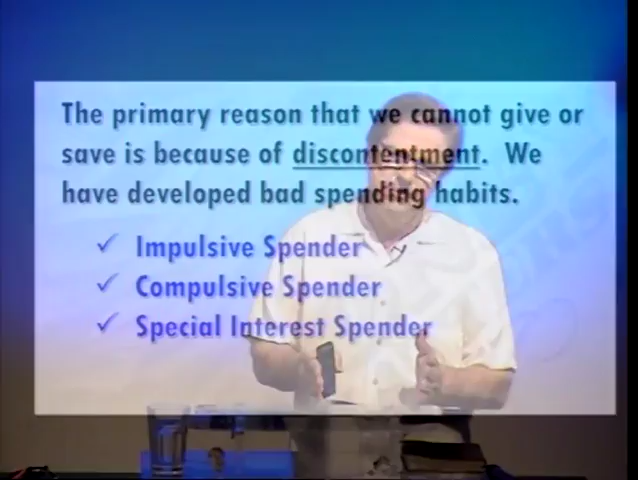 The primary reason that we cannot give or
save is because of discontentment. We
have developed bad spending habits.
✓ Impulsive Spender
✓ Compulsive Spender
✓ Special Interest Spender